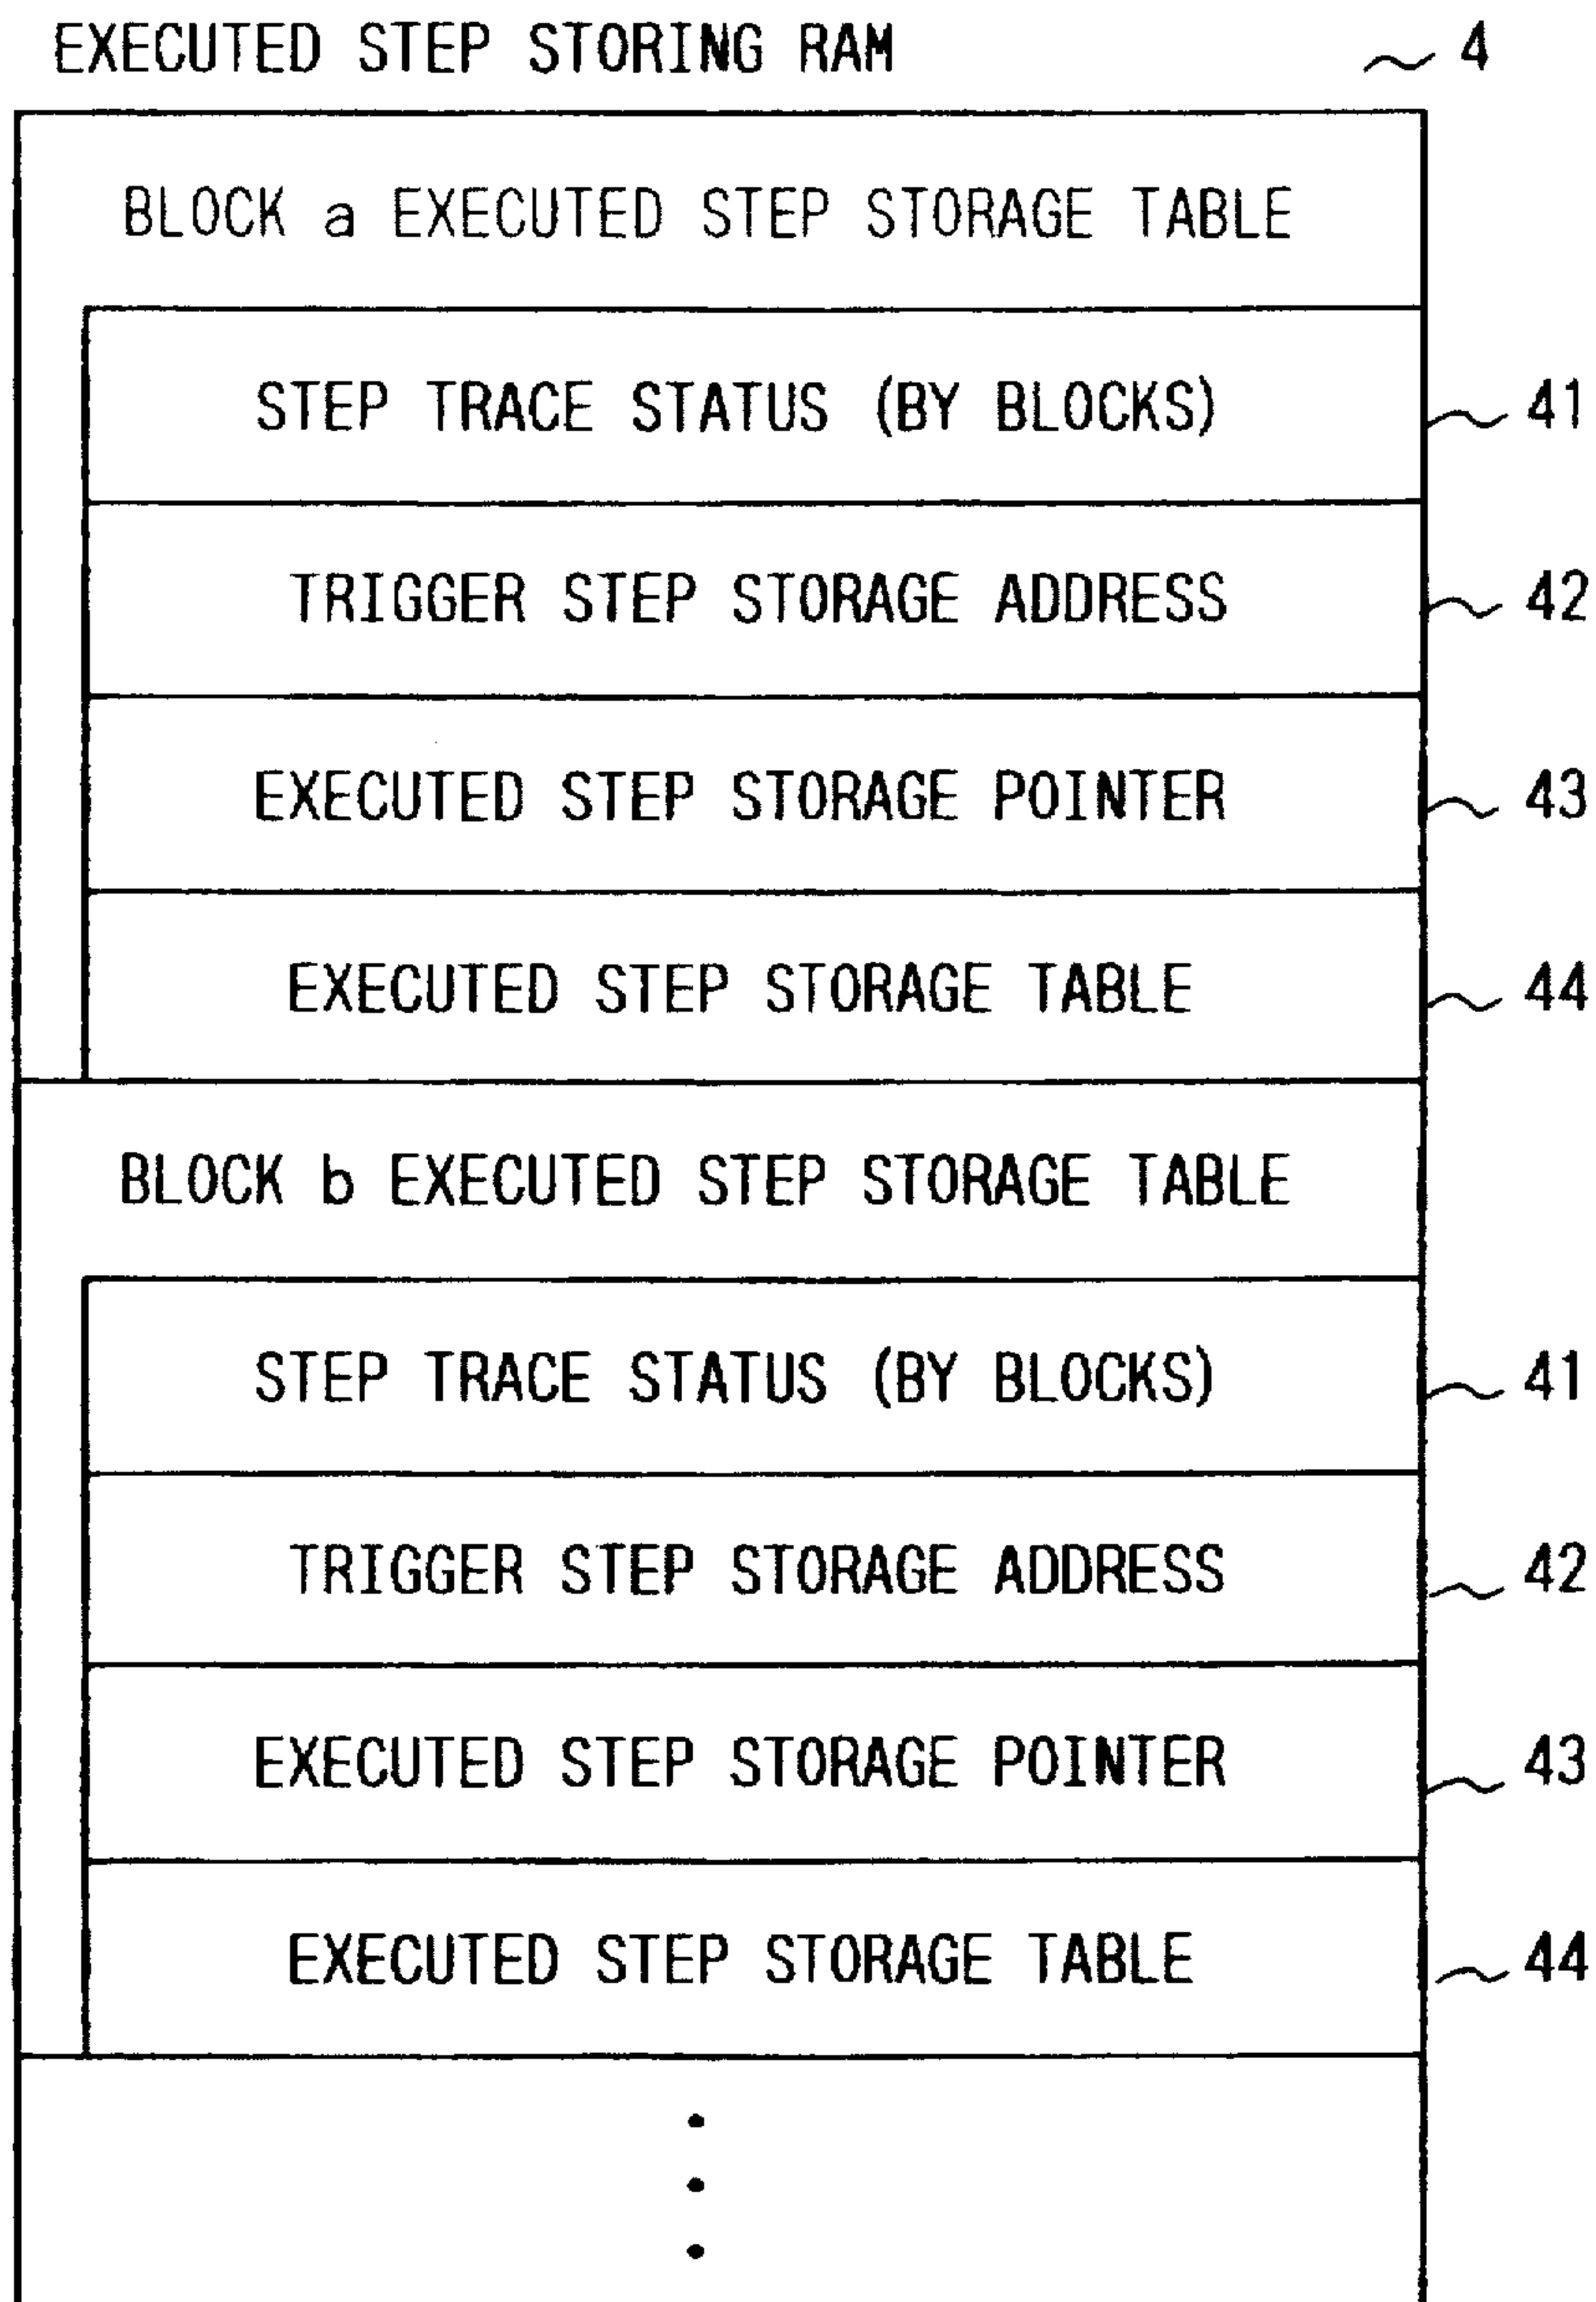 EXECUTED STEP STORING RAM 4
BLOCK a EXECUTED STEP STORAGE TABLE
STEP TRACE STATUS (BY BLOCKS) 41
TRIGGER STEP STORAGE ADDRESS 42
EXECUTED STEP STORAGE POINTER 43
EXECUTED STEP STORAGE TABLE 44
BLOCK b EXECUTED STEP STORAGE TABLE
STEP TRACE STATUS (BY BLOCKS) 41
TRIGGER STEP STORAGE ADDRESS 42
EXECUTED STEP STORAGE POINTER 43
EXECUTED STEP STORAGE TABLE 44